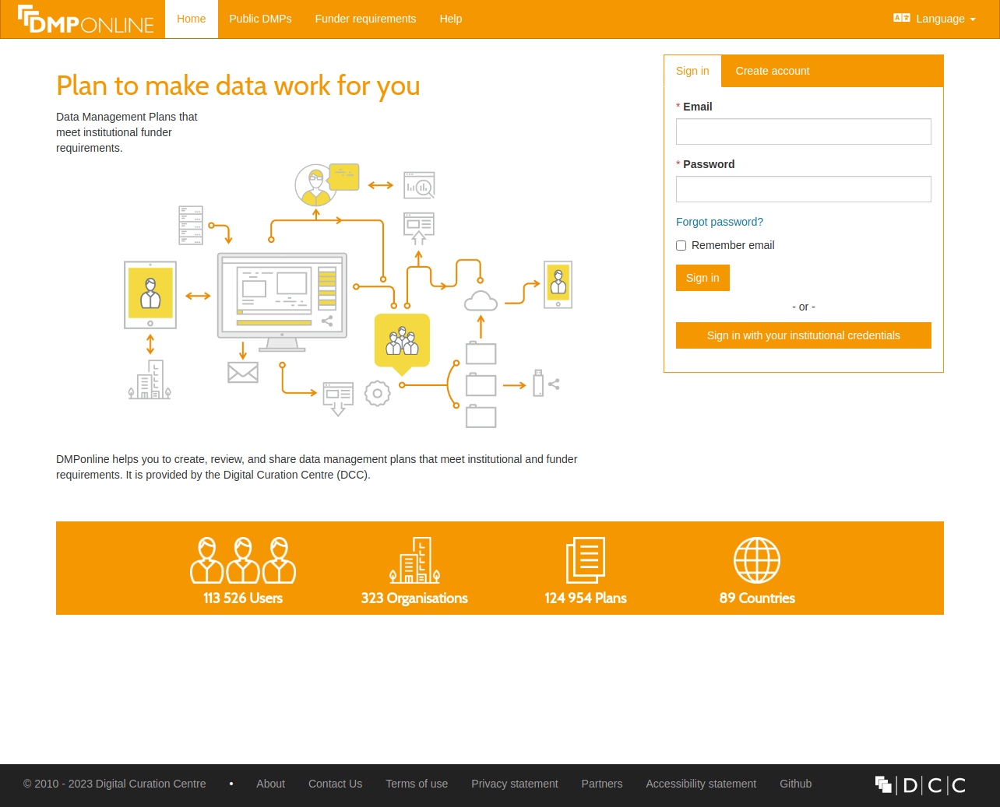 DMPONLINE
Home
Public DMPs
Funder requirements
Help
Language
Plan to make data work for you
Data Management Plans that
meet institutional funder
requirements.
Sign in
Create account
* Email
* Password
Forgot password?
Remember email
Sign in
- or -
Sign in with your institutional credentials
DMPonline helps you to create, review, and share data management plans that meet institutional and funder
requirements. It is provided by the Digital Curation Centre (DCC).
113 526 Users
323 Organisations
124 954 Plans
89 Countries
© 2010 - 2023 Digital Curation Centre
•
About
Contact Us
Terms of use
Privacy statement
Partners
Accessibility statement
Github
DCC